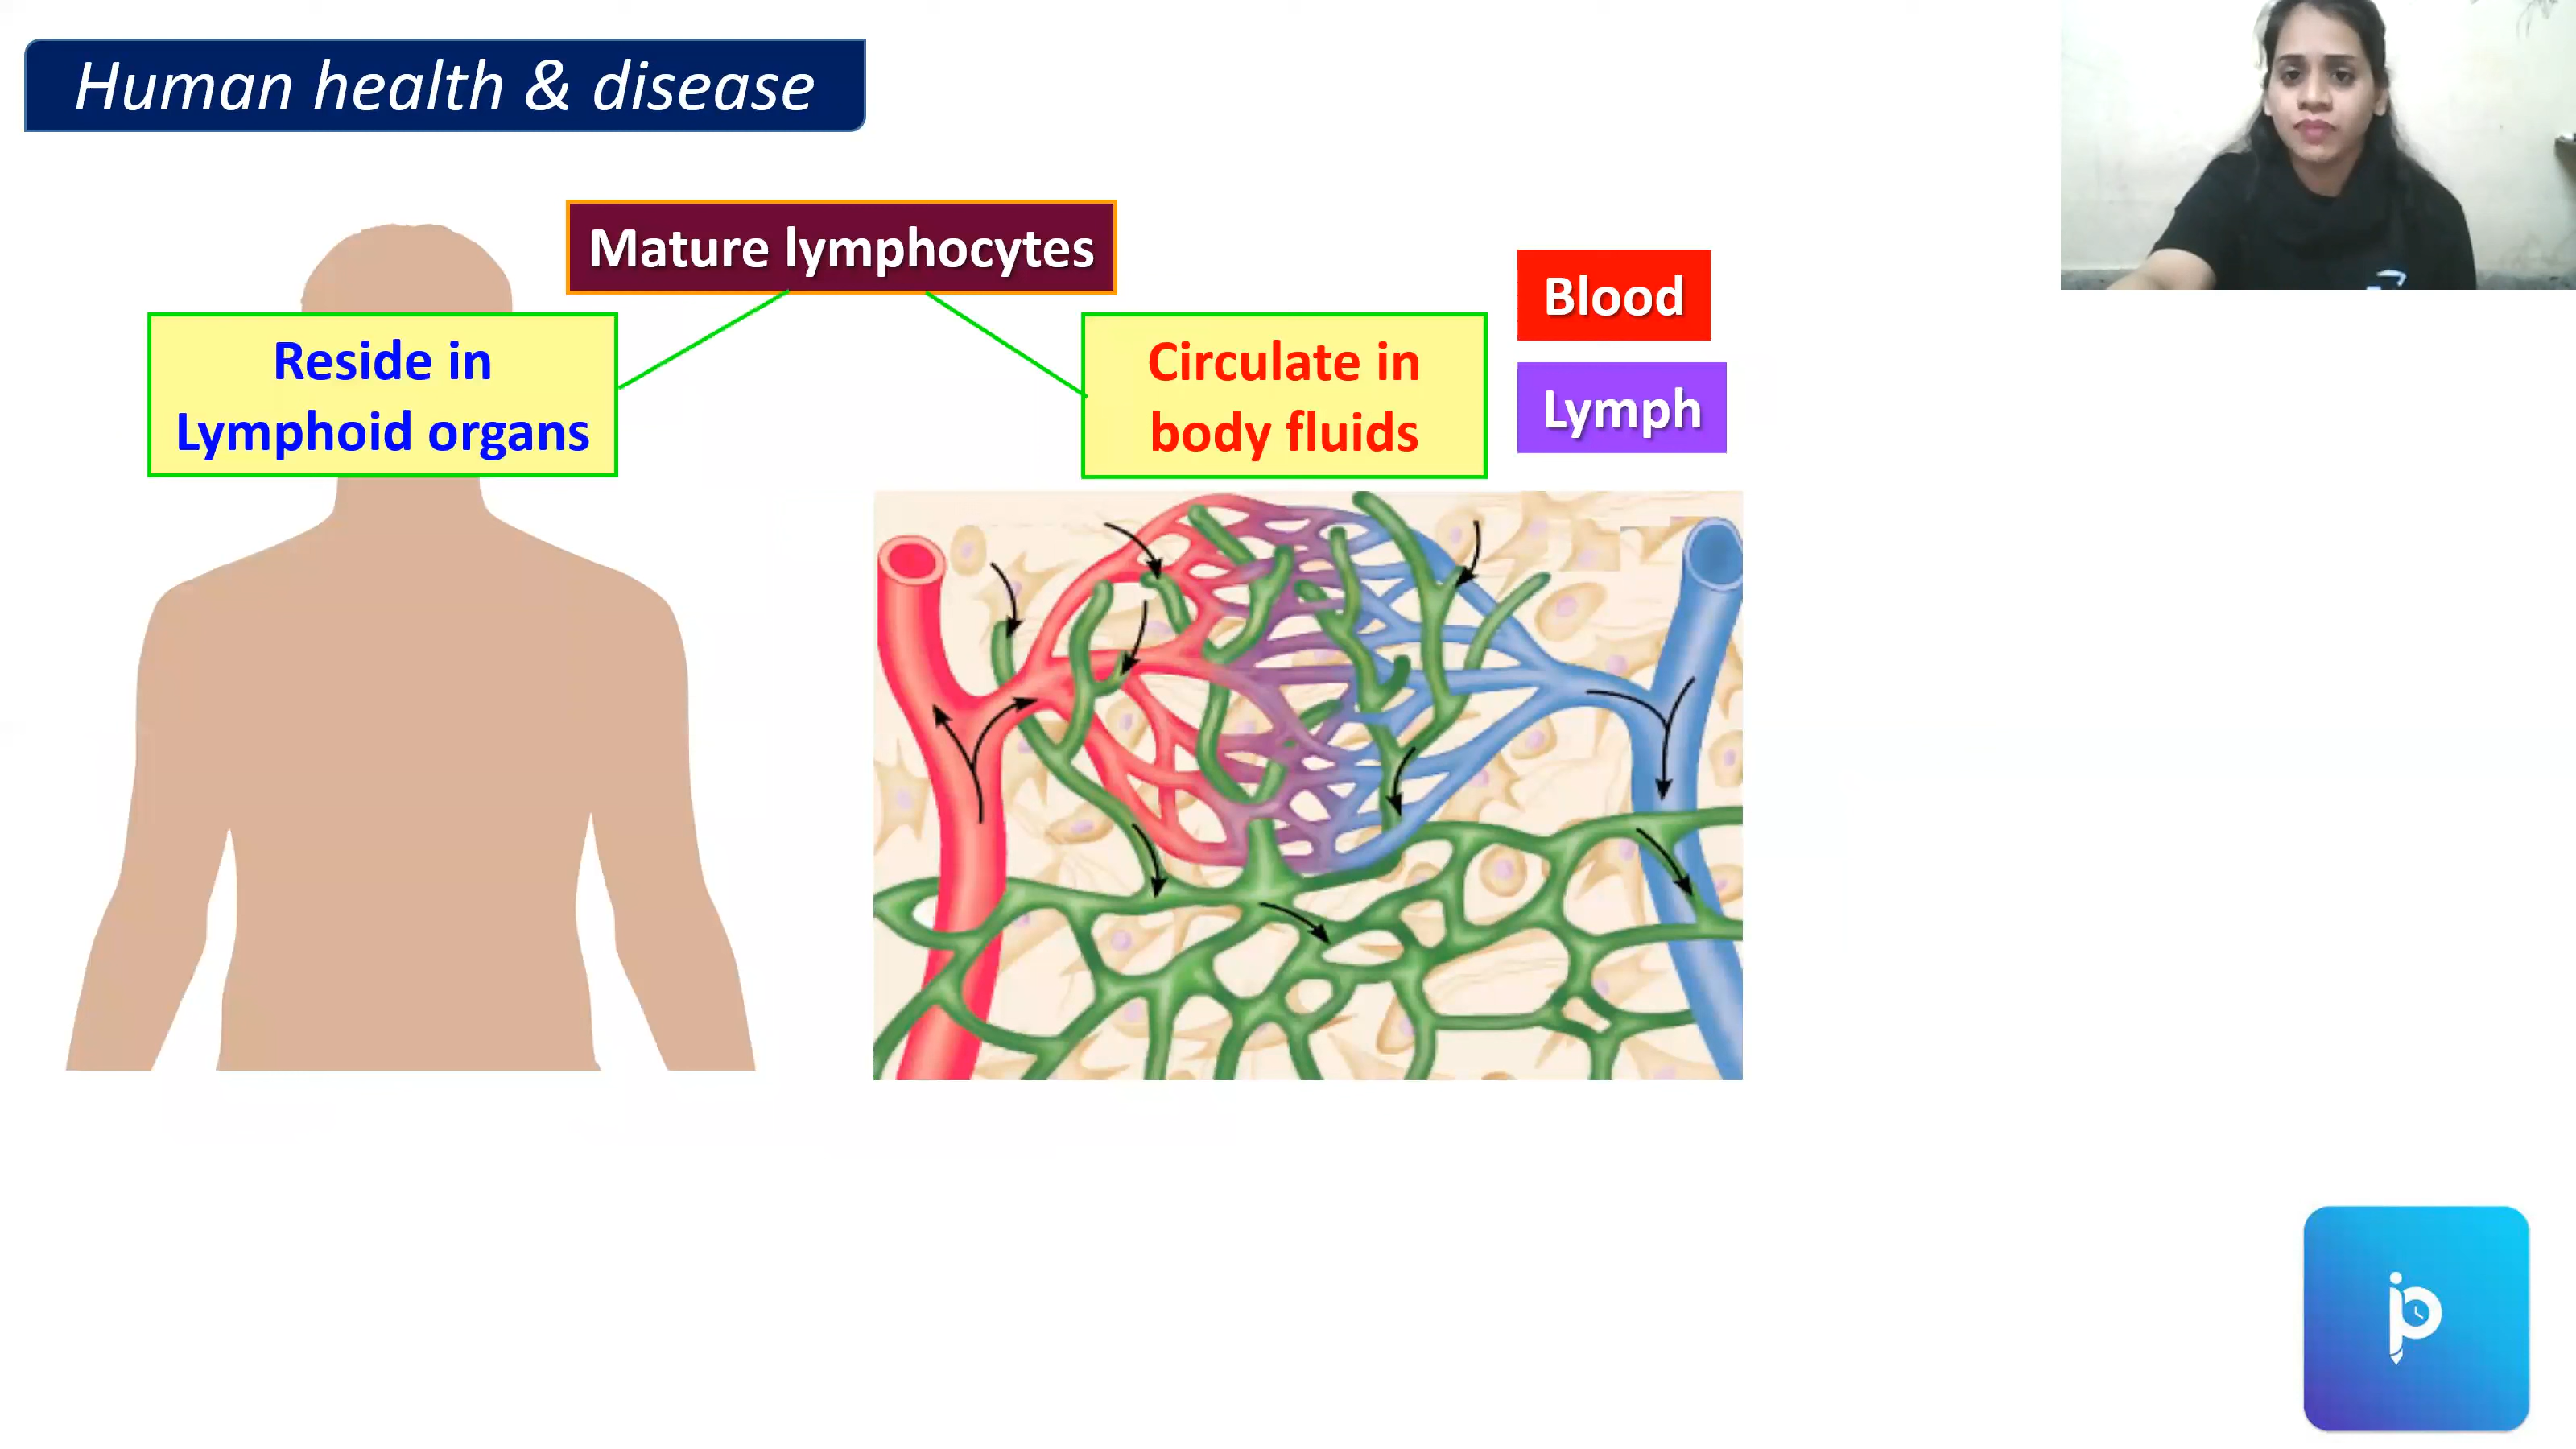 Human health & disease
Mature lymphocytes
Blood
Reside in
Lymphoid organs
Circulate in
body fluids
Lymph